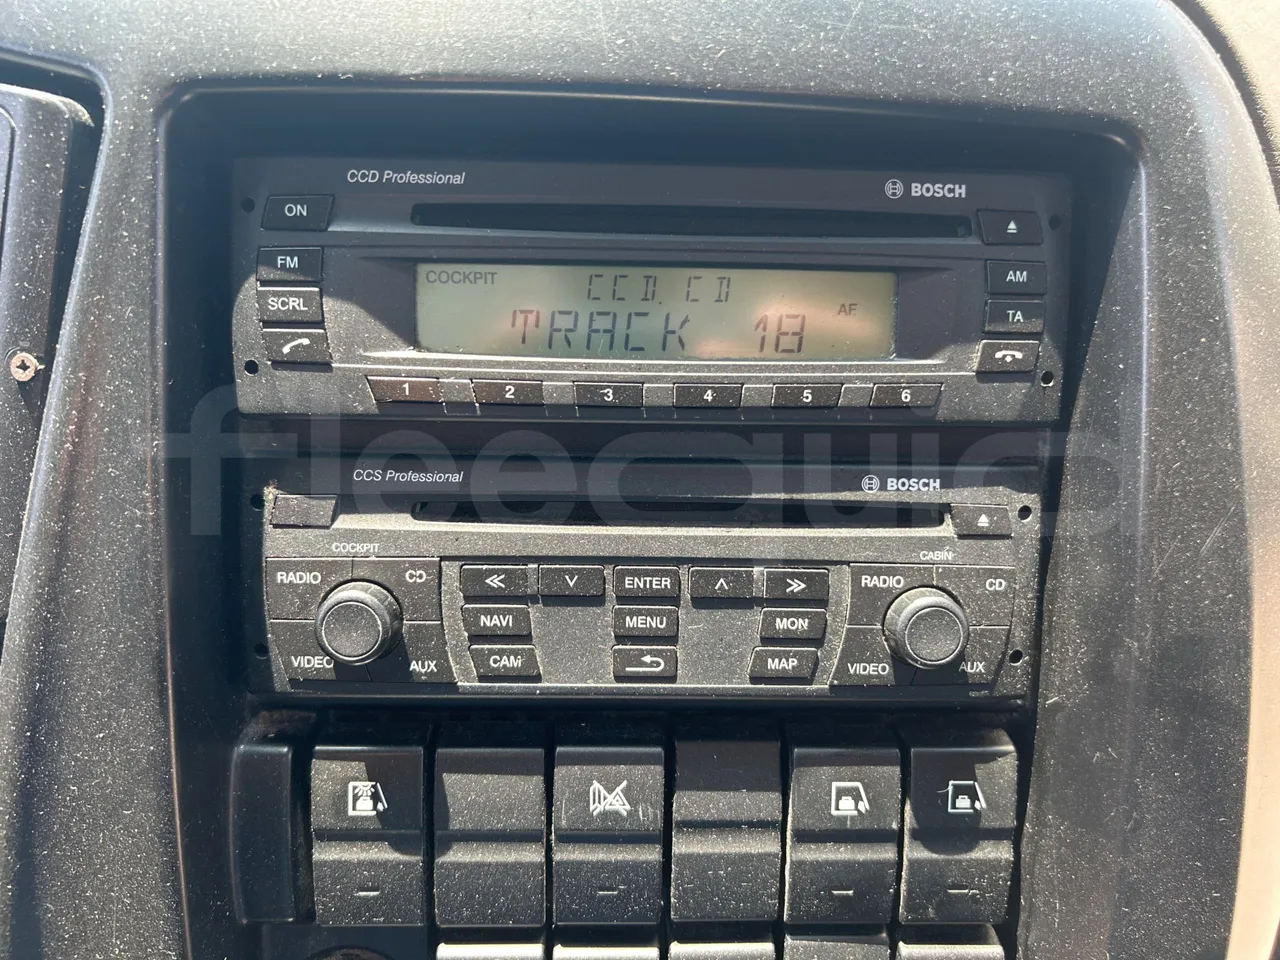 CCD Professional
BOSCH
ON
FM
AM
SCRL
TA
COCKPIT
CCD. CD
AF
TRACK 18
1 2 3 4 5 6
fleequid
CCS Professional
BOSCH
COCKPIT
CABIN
RADIO CD
ENTER
RADIO CD
NAVI MENU MON
VIDEO AUX
CAM MAP
VIDEO AUX